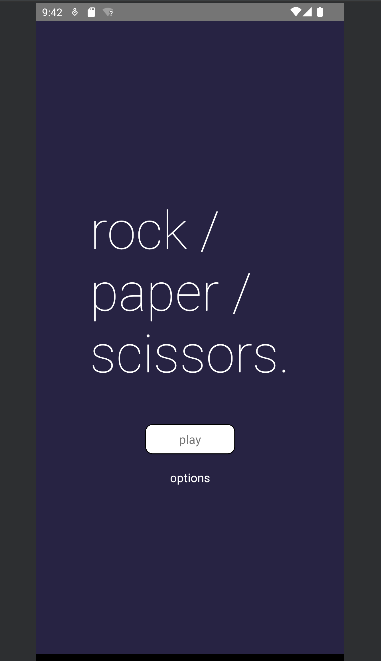 9:42
rock /
paper /
scissors.
play
options